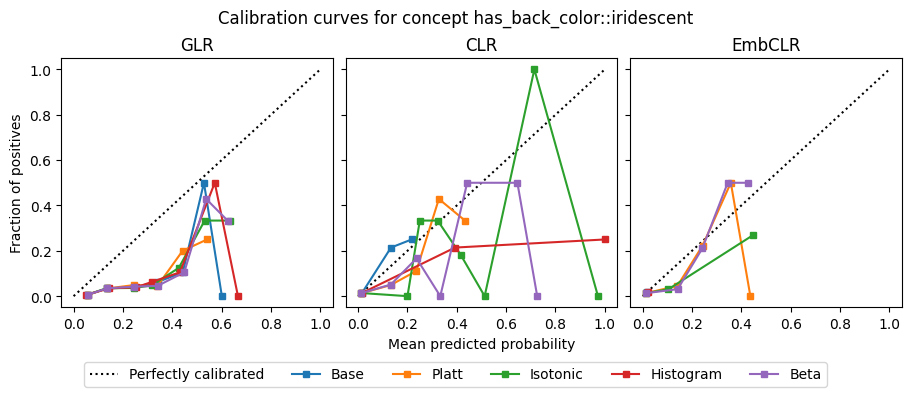 Calibration curves for concept has_back_color::iridescent
GLR
CLR
EmbCLR
Fraction of positives
1.0
0.8
0.6
0.4
0.2
0.0
0.0 0.2 0.4 0.6 0.8 1.0
0.0 0.2 0.4 0.6 0.8 1.0
0.0 0.2 0.4 0.6 0.8 1.0
Mean predicted probability
Perfectly calibrated Base Platt Isotonic Histogram Beta